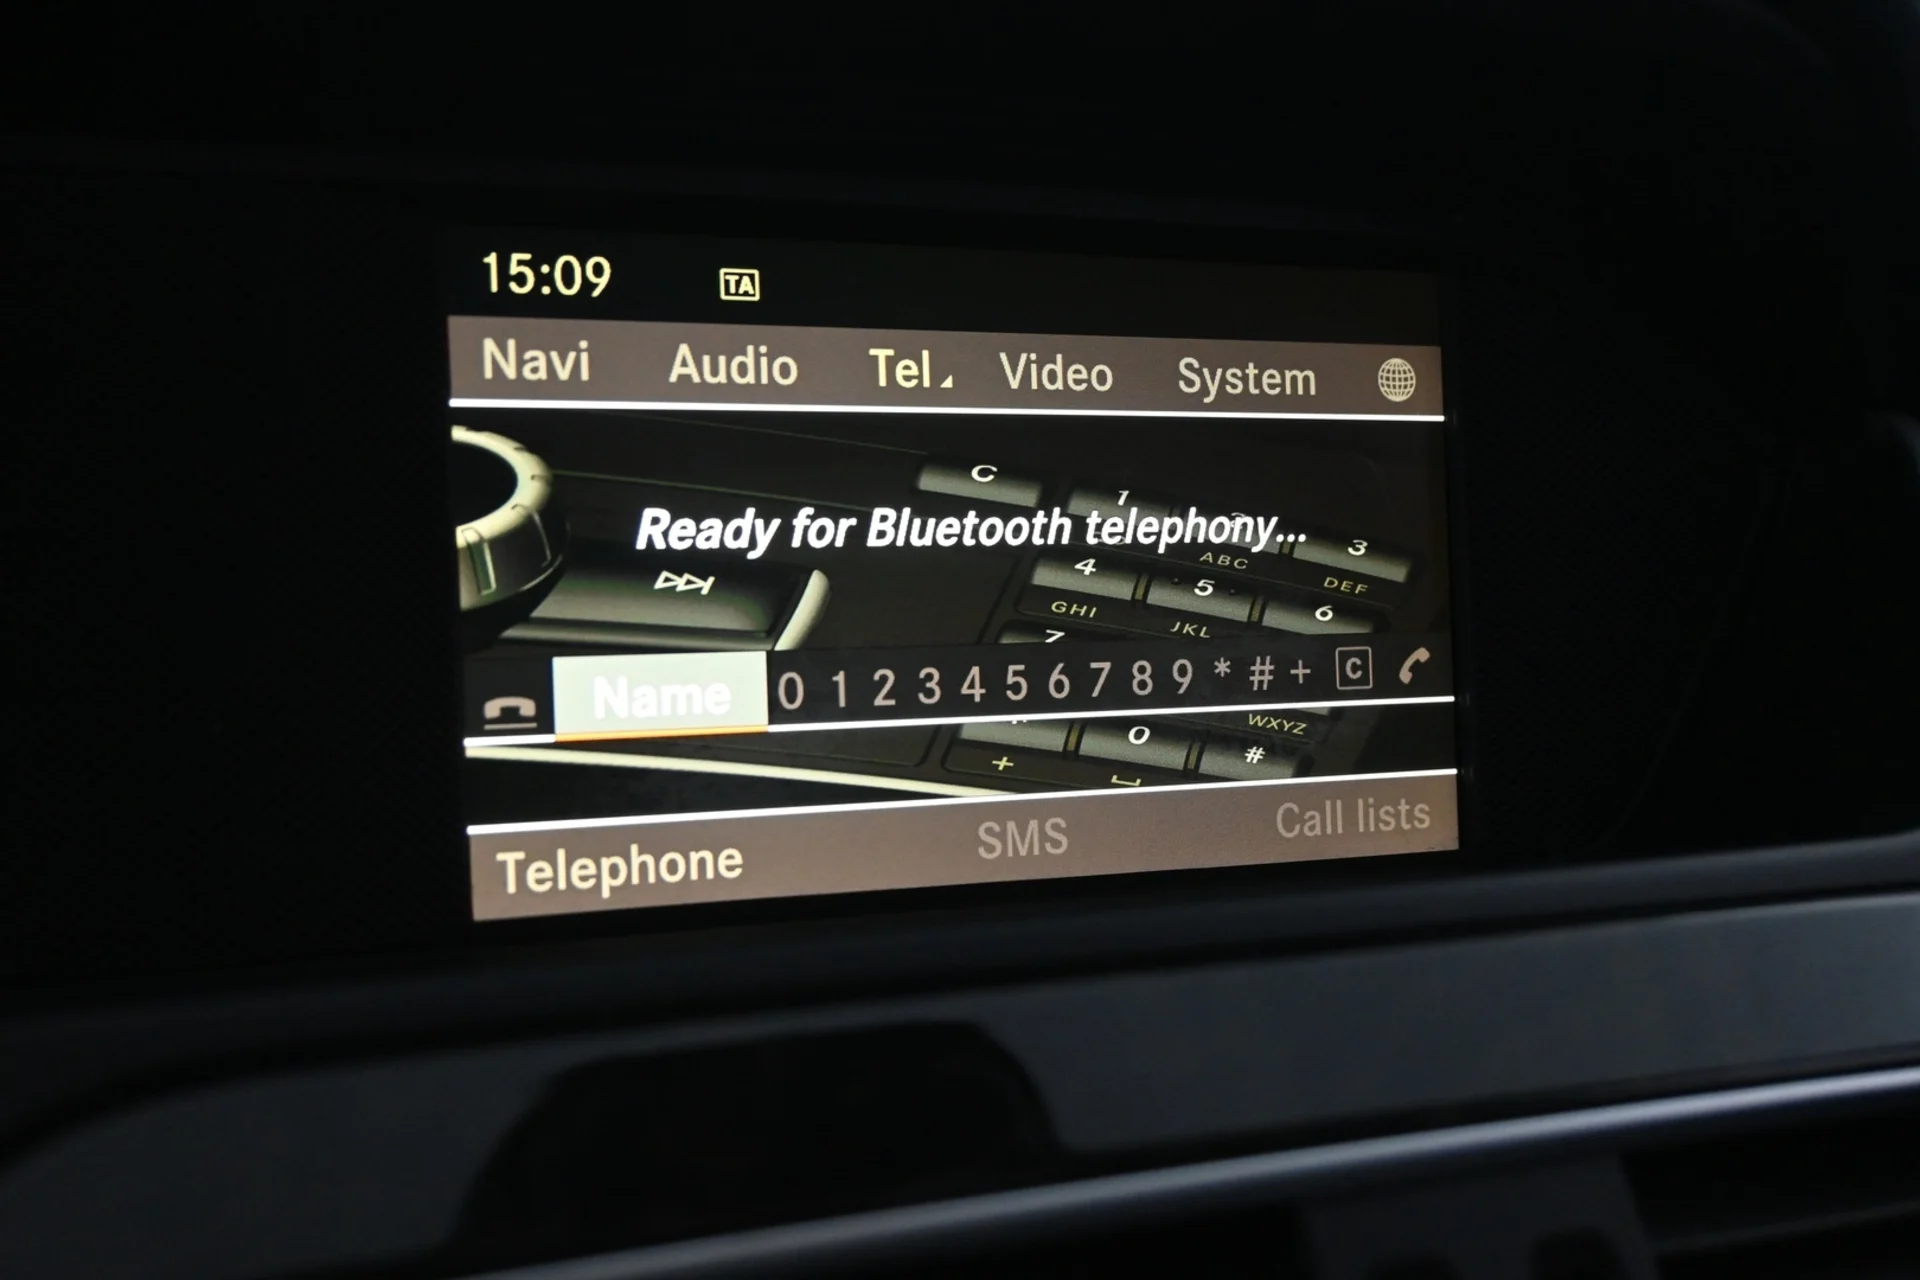 15:09 TA
Navi Audio Tel Video System
C
1
Ready for Bluetooth telephony...
3
ABC
4
DEF
5
GHI
6
JKL
7
Name 0 1 2 3 4 5 6 7 8 9 * # + C
WXYZ
0
#
+
Telephone SMS Call lists